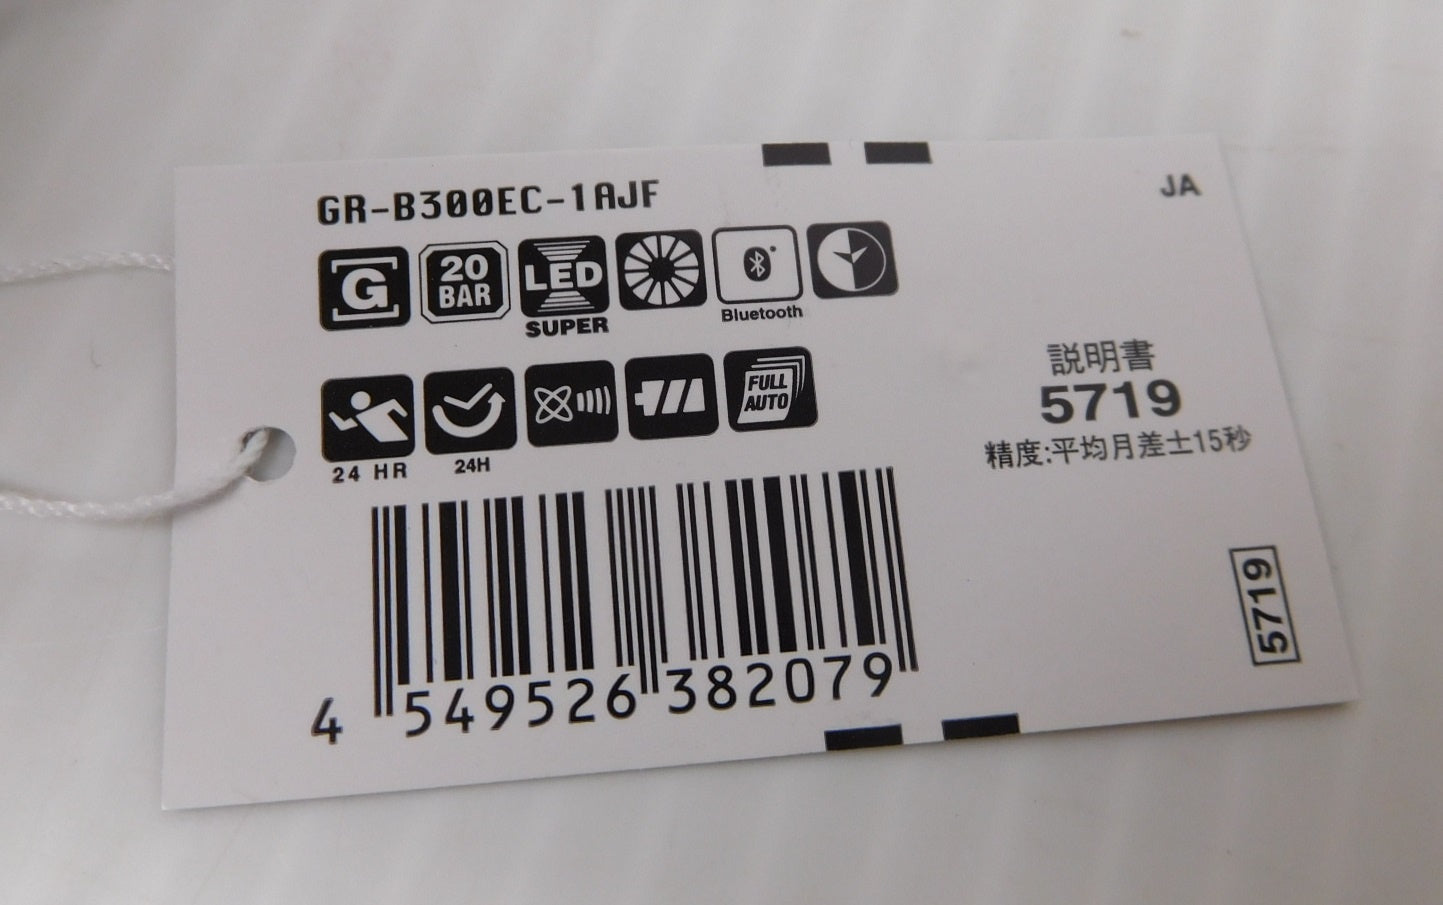 GR-B300EC-1AJF
JA
G
20
BAR
LED
SUPER
Bluetooth
24 HR
24H
FULL
AUTO
説明書
5719
精度:平均月差±15秒
4 549526 382079
5719